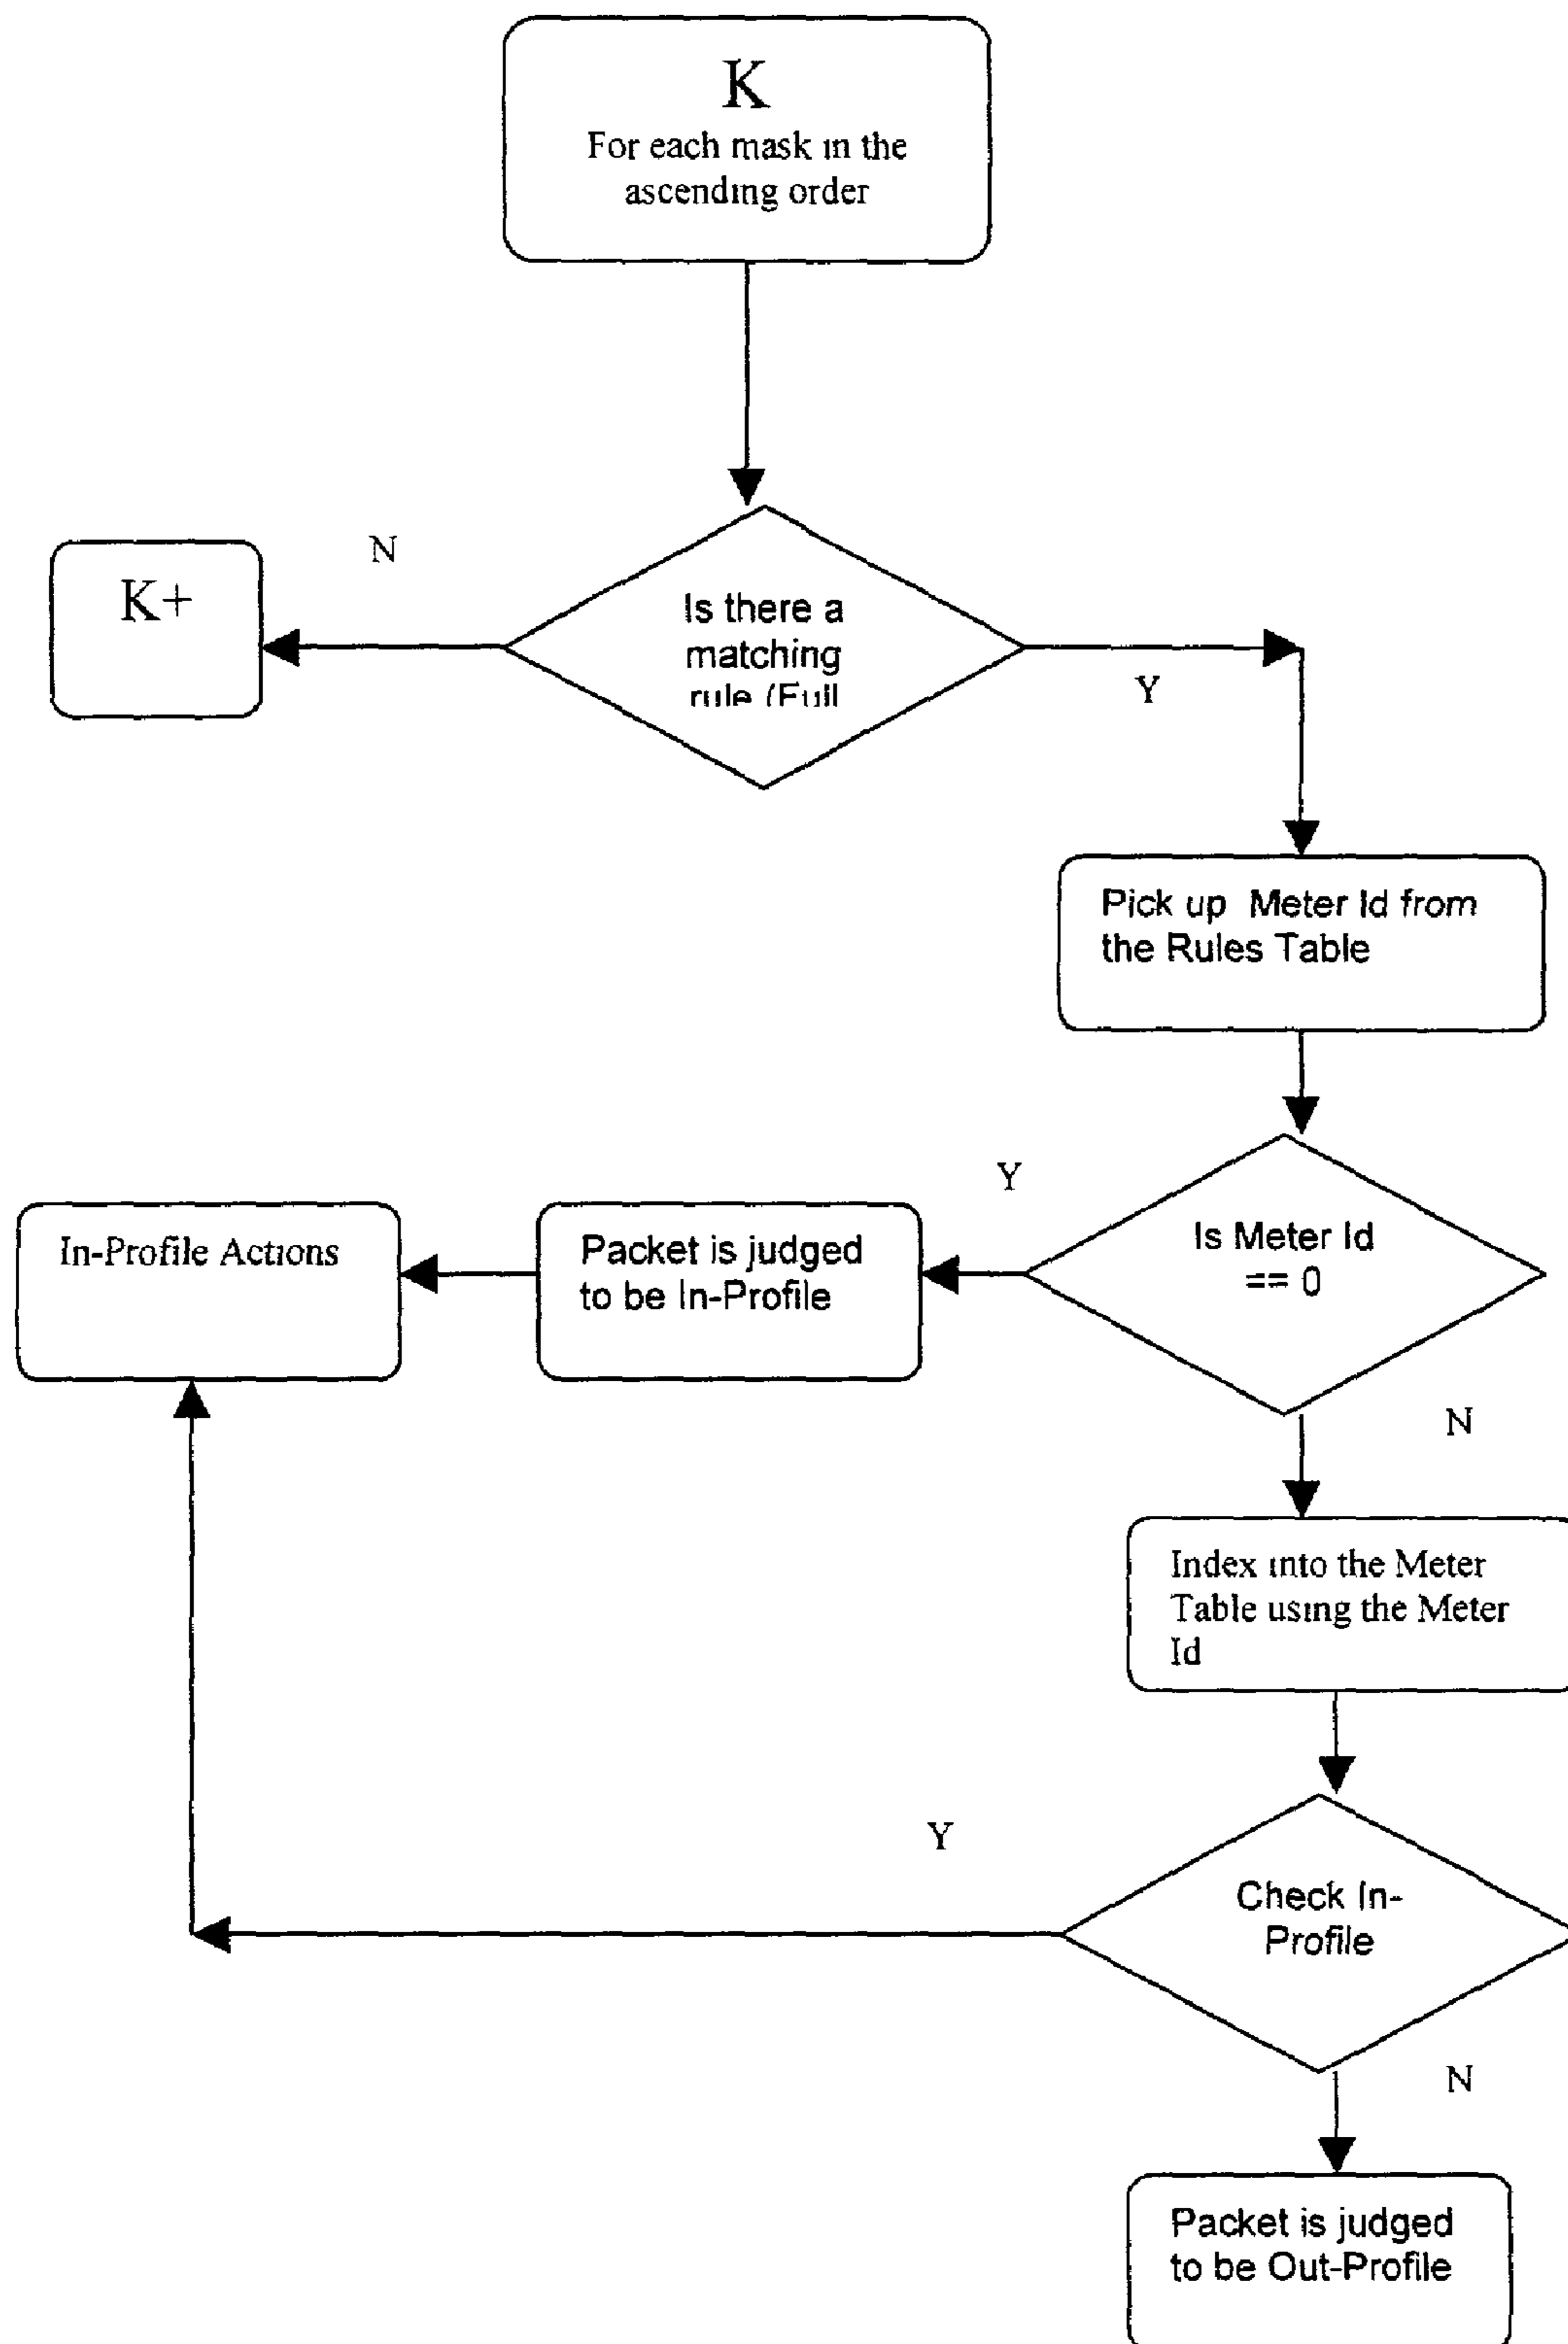 K
For each mask in the
ascending order
N
K+
Is there a
matching
rule (Full
Y
Pick up Meter Id from
the Rules Table
Y
In-Profile Actions
Packet is judged
to be In-Profile
Is Meter Id
== 0
N
Index into the Meter
Table using the Meter
Id
Y
Check In-
Profile
N
Packet is judged
to be Out-Profile